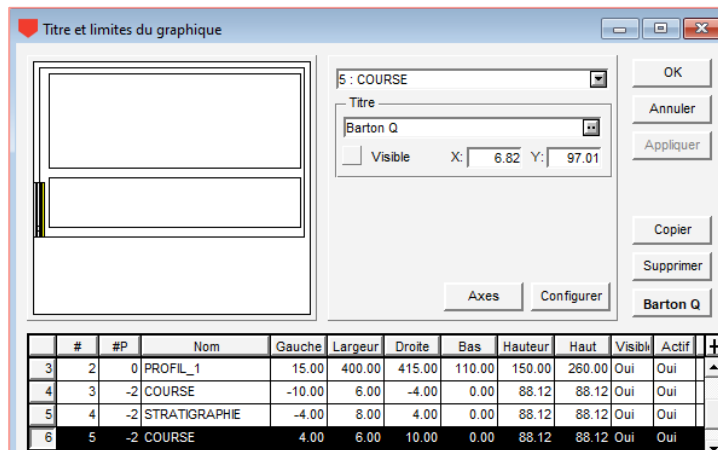 Titre et limites du graphique
5 : COURSE
OK
Titre
Annuler
Barton Q
Visible X: 6.82 Y: 97.01
Appliquer
Copier
Supprimer
Axes Configurer
Barton Q
# #P Nom Gauche Largeur Droite Bas Hauteur Haut Visible Actif
3 2 0 PROFIL_1 15.00 400.00 415.00 110.00 150.00 260.00 Oui Oui
4 3 -2 COURSE -10.00 6.00 -4.00 0.00 88.12 88.12 Oui Oui
5 4 -2 STRATIGRAPHIE -4.00 8.00 4.00 0.00 88.12 88.12 Oui Oui
6 5 -2 COURSE 4.00 6.00 10.00 0.00 88.12 88.12 Oui Oui